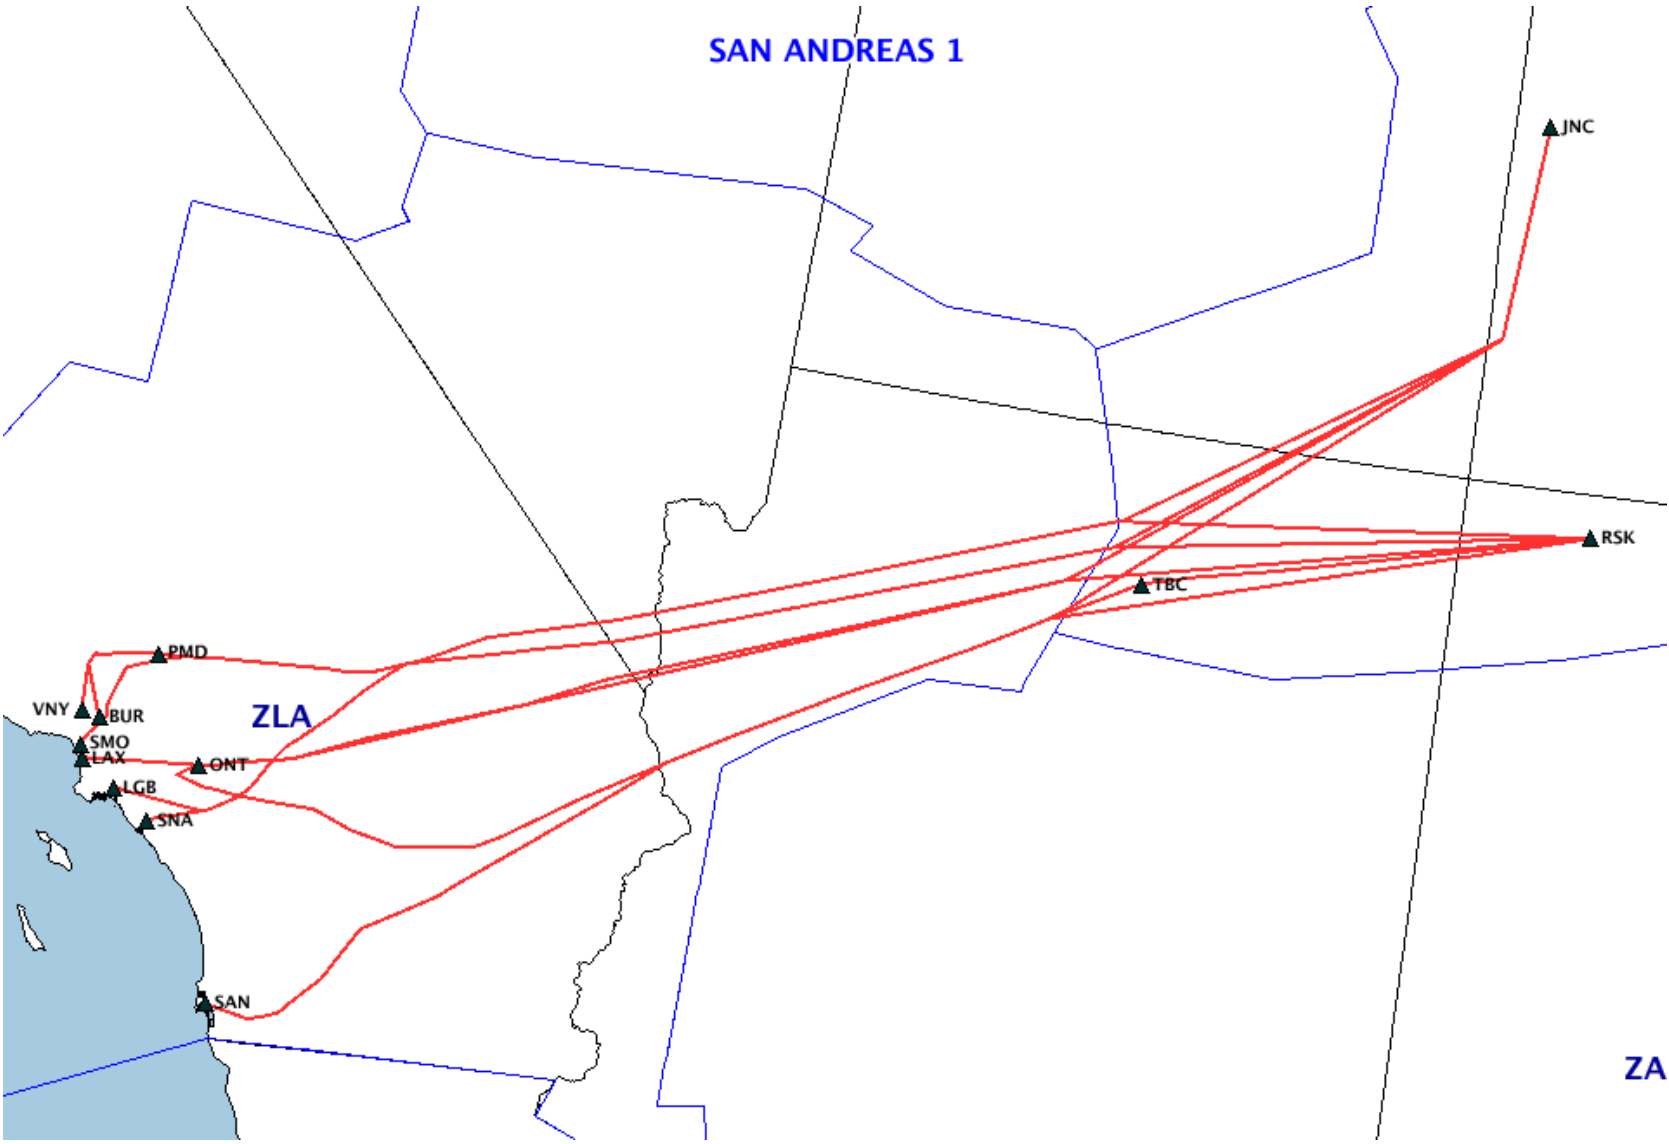 SAN ANDREAS 1
JNC
RSK
TBC
PMD
VNY
BUR
ZLA
SMO
LAX
ONT
LGB
SNA
SAN
ZA